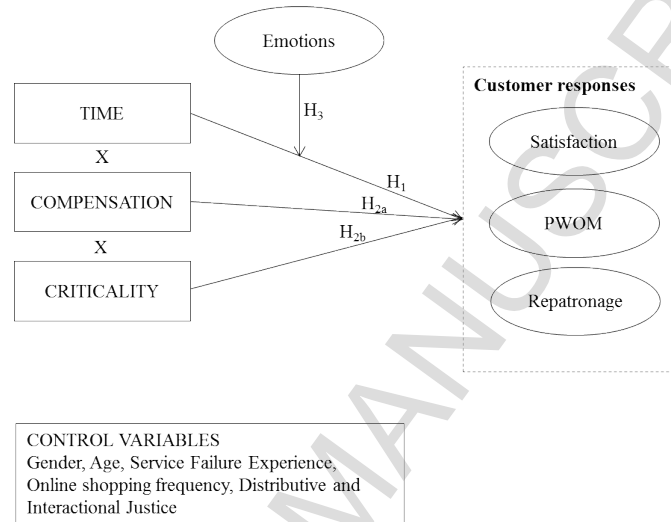 Emotions
Customer responses
TIME
H3
Satisfaction
X
H1
COMPENSATION
H2a
PWOM
H2b
X
CRITICALITY
Repatronage
CONTROL VARIABLES
Gender, Age, Service Failure Experience,
Online shopping frequency, Distributive and
Interactional Justice
MANUSCR